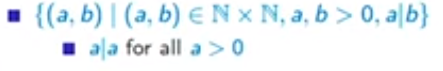 {(a, b) | (a, b) ∈ ℕ × ℕ, a, b > 0, a|b}
a|a for all a > 0